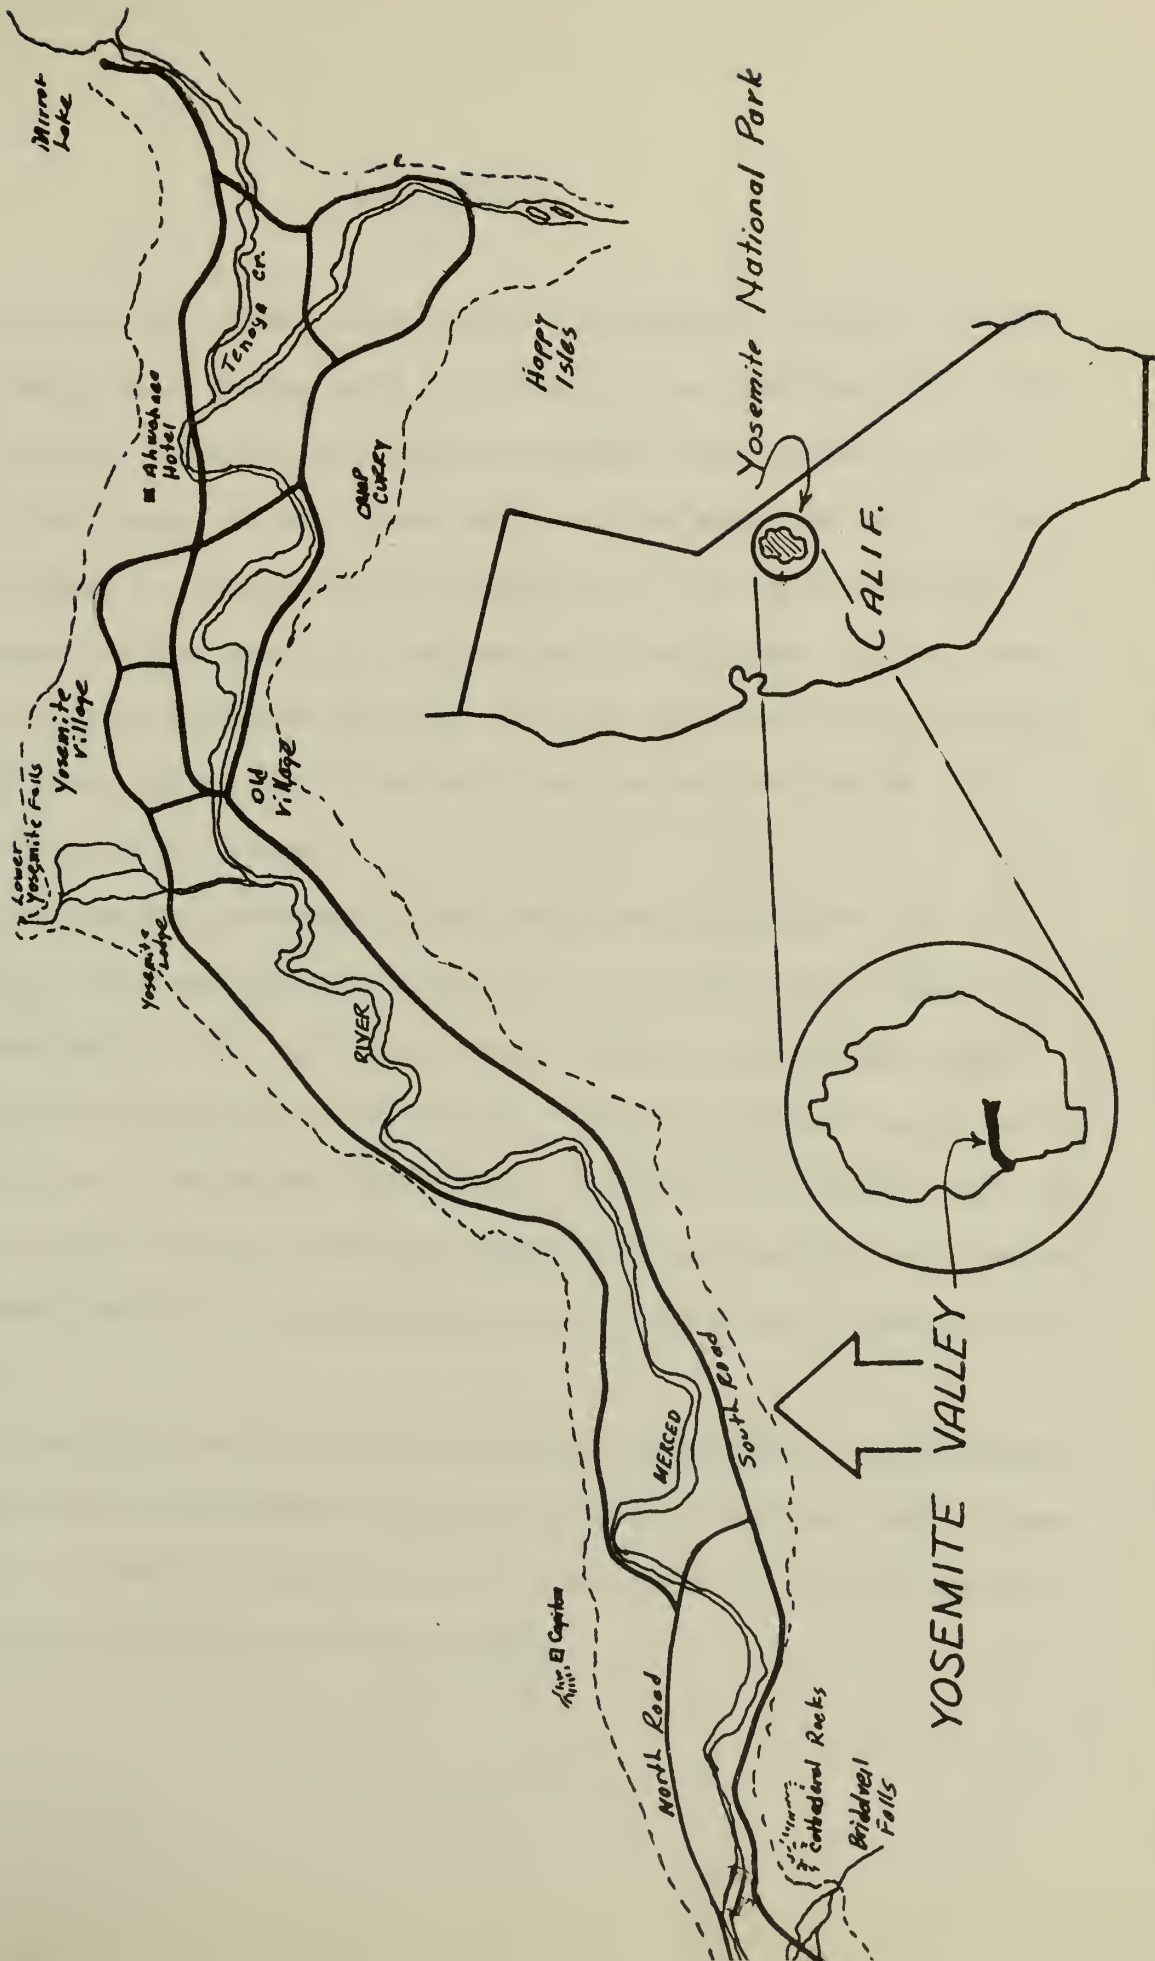 Mirror
Lake
Tenaya Cr.
Ahwahnee
Hotel
Happy
Isles
CAMP
CURRY
Yosemite
Village
Old
Village
Lower
Yosemite Falls
Yosemite
Lodge
RIVER
MERCED
South Road
North Road
El Capitan
Cathedral Rocks
Bridalveil
Falls
Yosemite National Park
CALIF.
YOSEMITE VALLEY